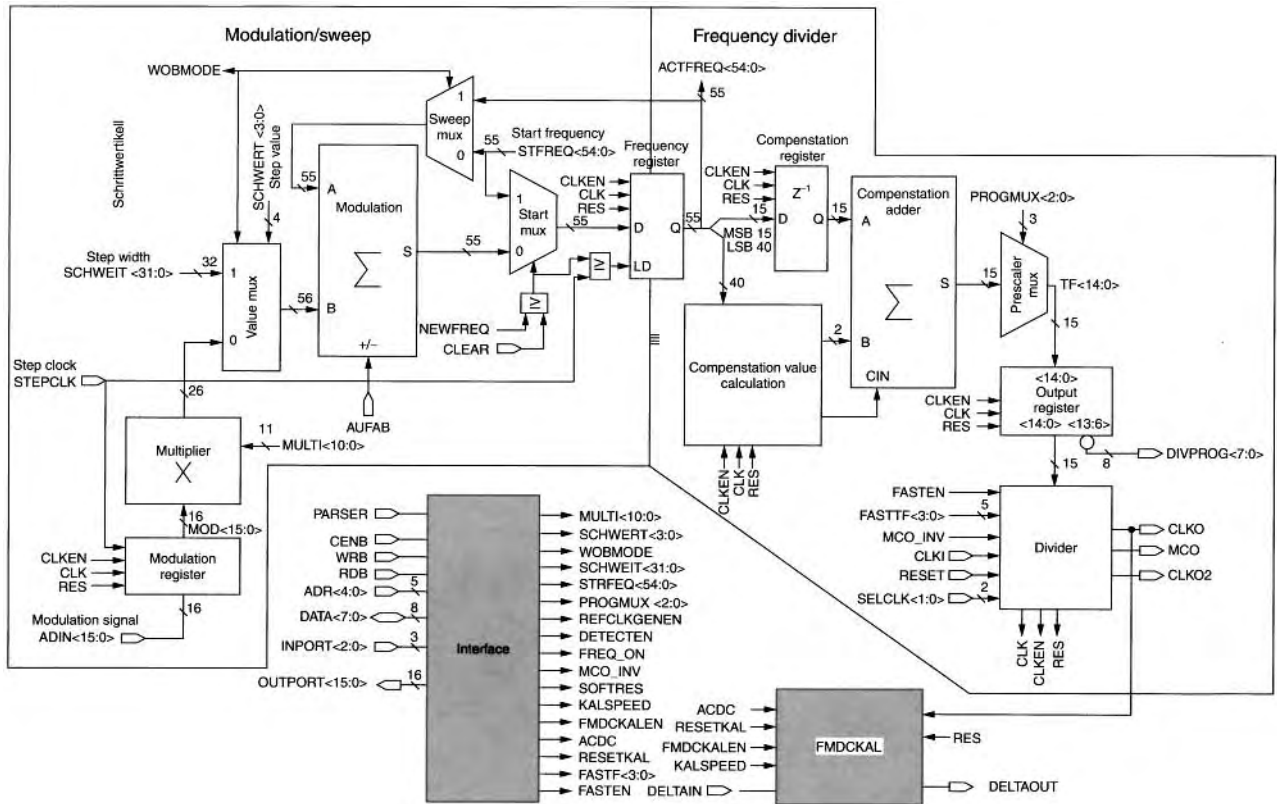 Modulation/sweep
Frequency divider
WOBMODE
ACTFREQ<54:0>
55
Schrittwertikell
SCHWERT <3:0>
Step value
4
1
Sweep mux
0
55
Start frequency
STFREQ<54:0>
Frequency register
CLKEN
CLK
RES
D
Q
LD
55
MSB 15
LSB 40
15
40
Compenstation register
CLKEN
CLK
RES
Z⁻¹
D
Q
15
Compenstation adder
A
Σ
S
B
CIN
15
PROGMUX<2:0>
3
Prescaler mux
TF<14:0>
15
55
A
Modulation
Σ
S
B
+/−
55
1
Start mux
0
55
IV
IV
NEWFREQ
CLEAR
Step width
SCHWEIT <31:0>
32
1
Value mux
0
56
Step clock
STEPCLK
26
AUFAB
Multiplier
X
11
MULTI<10:0>
16
MOD<15:0>
CLKEN
CLK
RES
Modulation register
16
Modulation signal
ADIN<15:0>
Compenstation value calculation
2
CLKEN
CLK
RES
<14:0>
Output register
<14:0> <13:6>
CLKEN
CLK
RES
8
DIVPROG<7:0>
15
FASTEN
FASTTF<3:0>
5
MCO_INV
CLKI
RESET
SELCLK<1:0>
2
Divider
CLKO
MCO
CLKO2
CLK
CLKEN
RES
PARSER
CENB
WRB
RDB
ADR<4:0>
5
DATA<7:0>
8
INPORT<2:0>
3
OUTPORT<15:0>
16
Interface
MULTI<10:0>
SCHWERT<3:0>
WOBMODE
SCHWEIT<31:0>
STRFEQ<54:0>
PROGMUX <2:0>
REFCLKGENEN
DETECTEN
FREQ_ON
MCO_INV
SOFTRES
KALSPEED
FMDCKALEN
ACDC
RESETKAL
FASTF<3:0>
FASTEN
ACDC
RESETKAL
FMDCKALEN
KALSPEED
DELTAIN
FMDCKAL
RES
DELTAOUT